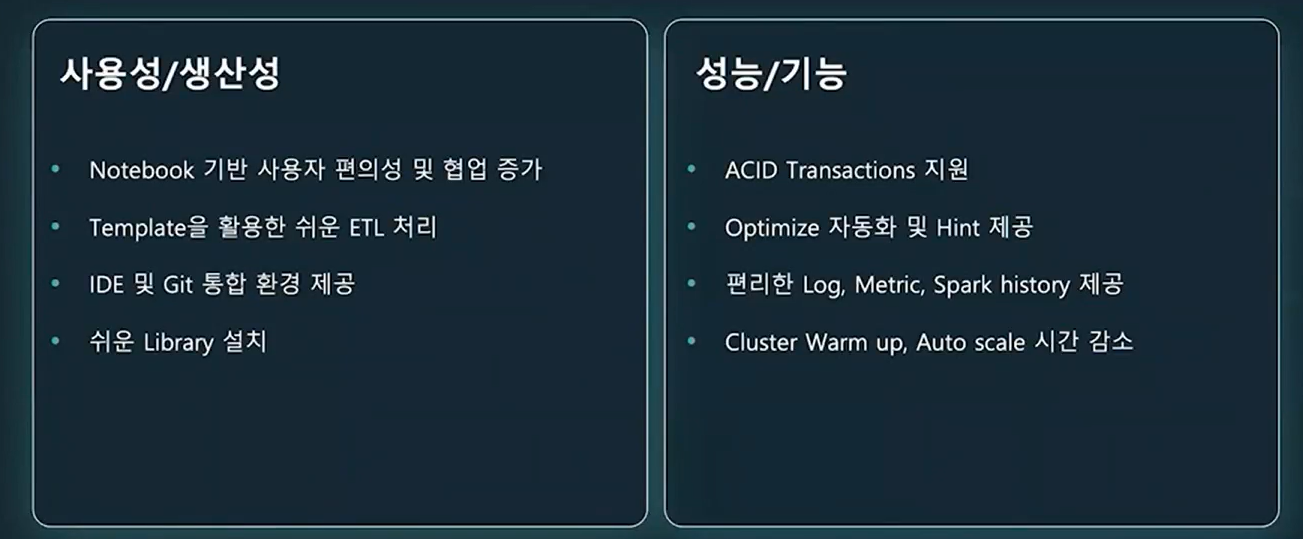 사용성/생산성
Notebook 기반 사용자 편의성 및 협업 증가
Template을 활용한 쉬운 ETL 처리
IDE 및 Git 통합 환경 제공
쉬운 Library 설치
성능/기능
ACID Transactions 지원
Optimize 자동화 및 Hint 제공
편리한 Log, Metric, Spark history 제공
Cluster Warm up, Auto scale 시간 감소